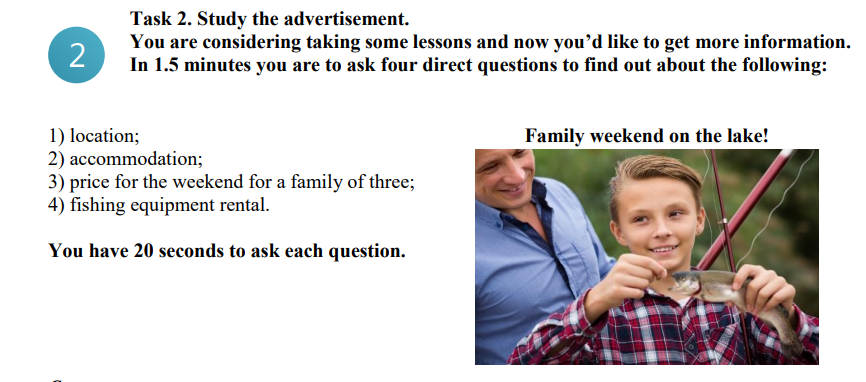 2
Task 2. Study the advertisement.
You are considering taking some lessons and now you’d like to get more information.
In 1.5 minutes you are to ask four direct questions to find out about the following:
1) location;
2) accommodation;
3) price for the weekend for a family of three;
4) fishing equipment rental.
You have 20 seconds to ask each question.
Family weekend on the lake!